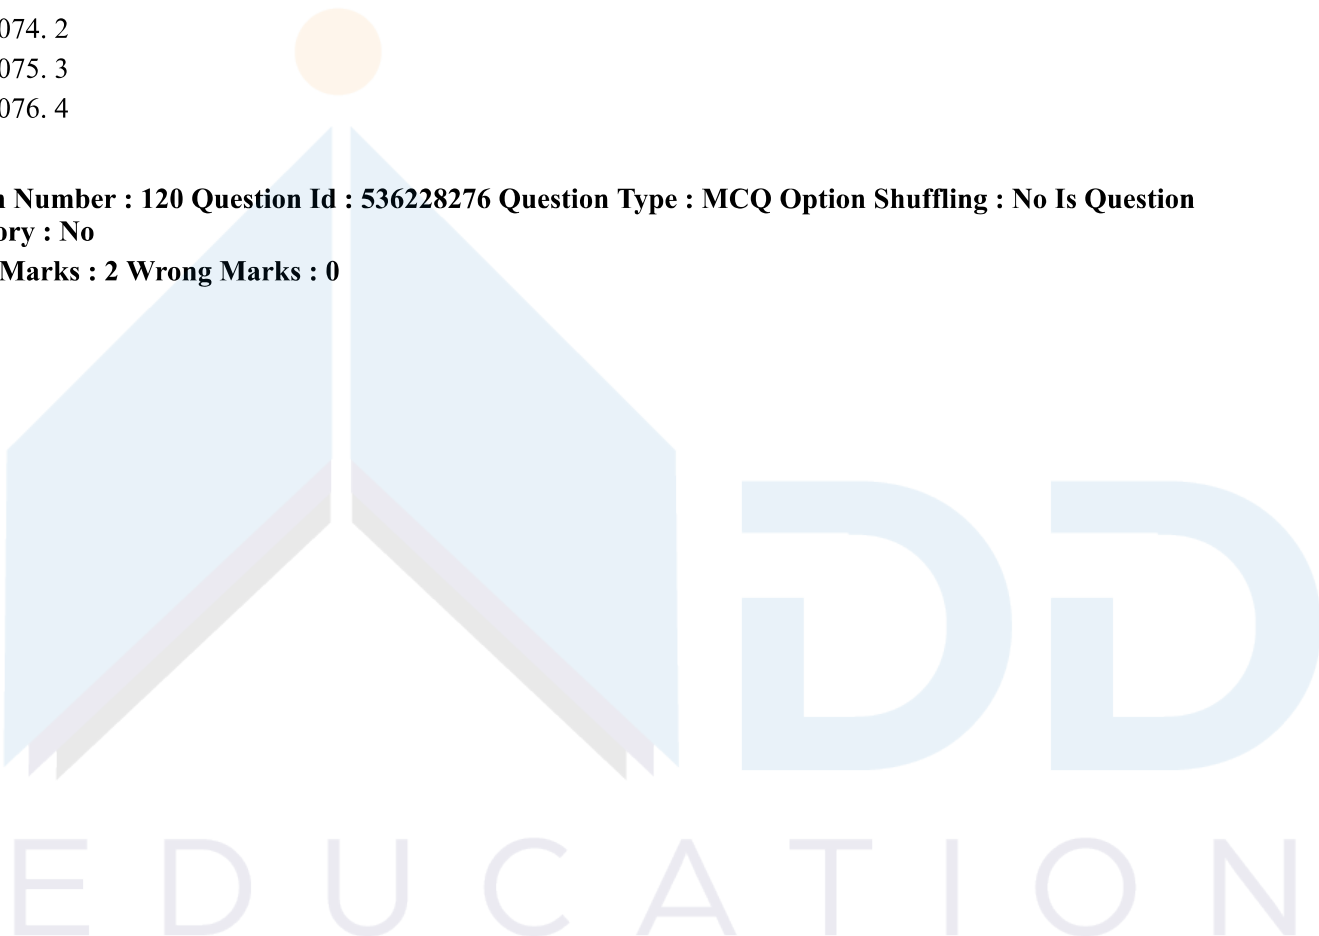 074. 2
075. 3
076. 4
Number : 120 Question Id : 536228276 Question Type : MCQ Option Shuffling : No Is Question
ory : No
Marks : 2 Wrong Marks : 0
DD
EDUCATION